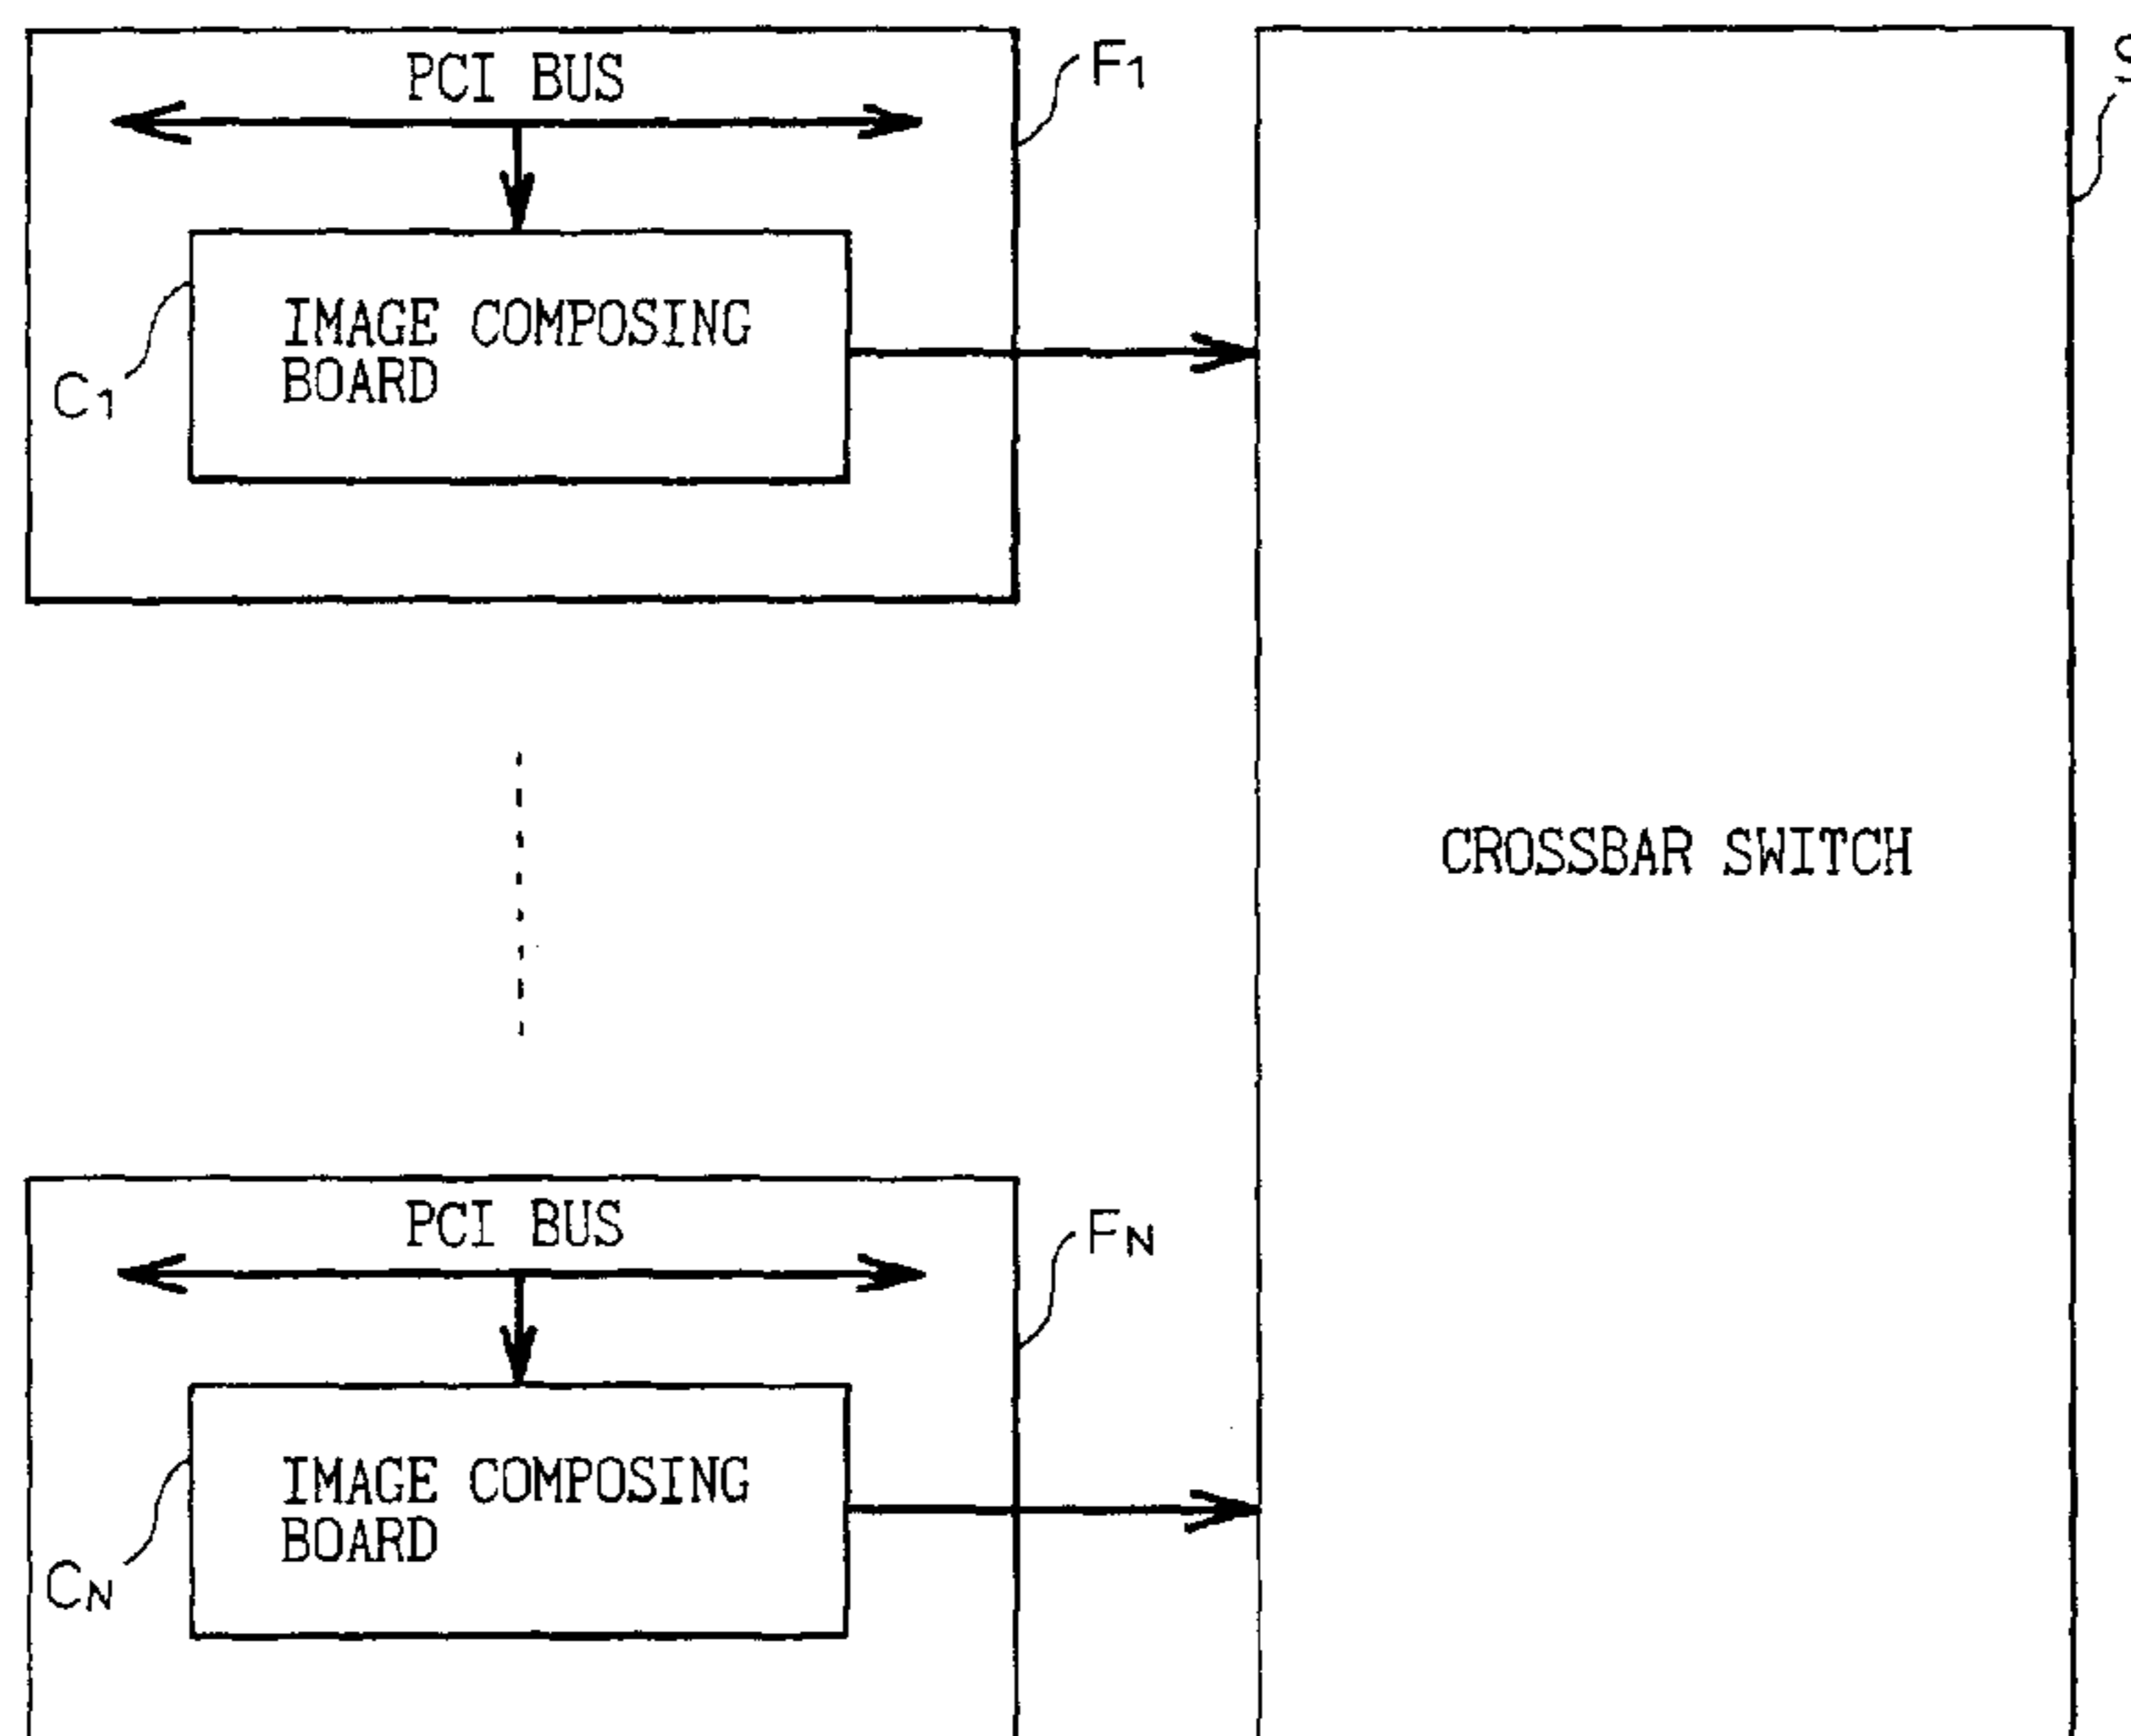 PCI BUS
F1
S
C1
IMAGE COMPOSING
BOARD
CROSSBAR SWITCH
PCI BUS
FN
CN
IMAGE COMPOSING
BOARD